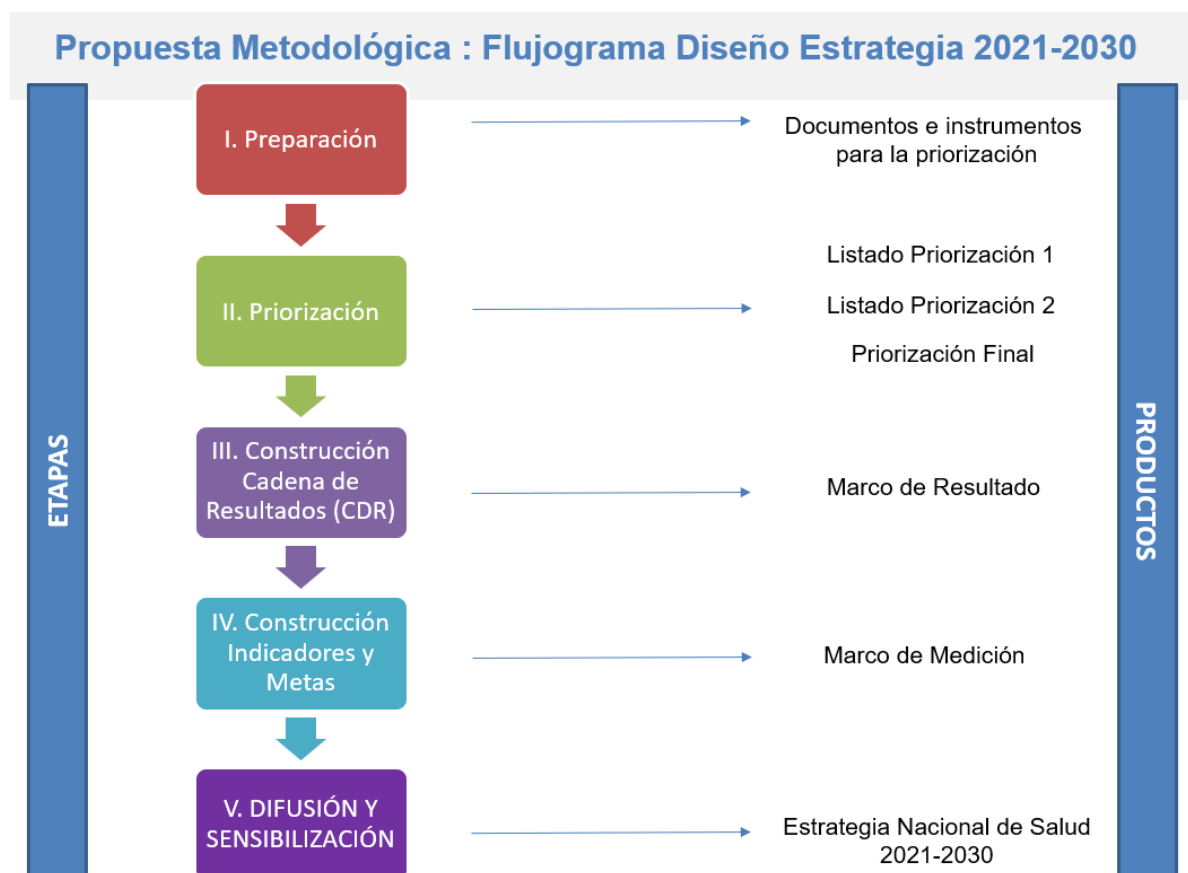 Propuesta Metodológica : Flujograma Diseño Estrategia 2021-2030
ETAPAS
I. Preparación
Documentos e instrumentos
para la priorización
II. Priorización
Listado Priorización 1
Listado Priorización 2
Priorización Final
III. Construcción
Cadena de
Resultados (CDR)
Marco de Resultado
IV. Construcción
Indicadores y
Metas
Marco de Medición
V. DIFUSIÓN Y
SENSIBILIZACIÓN
Estrategia Nacional de Salud
2021-2030
PRODUCTOS